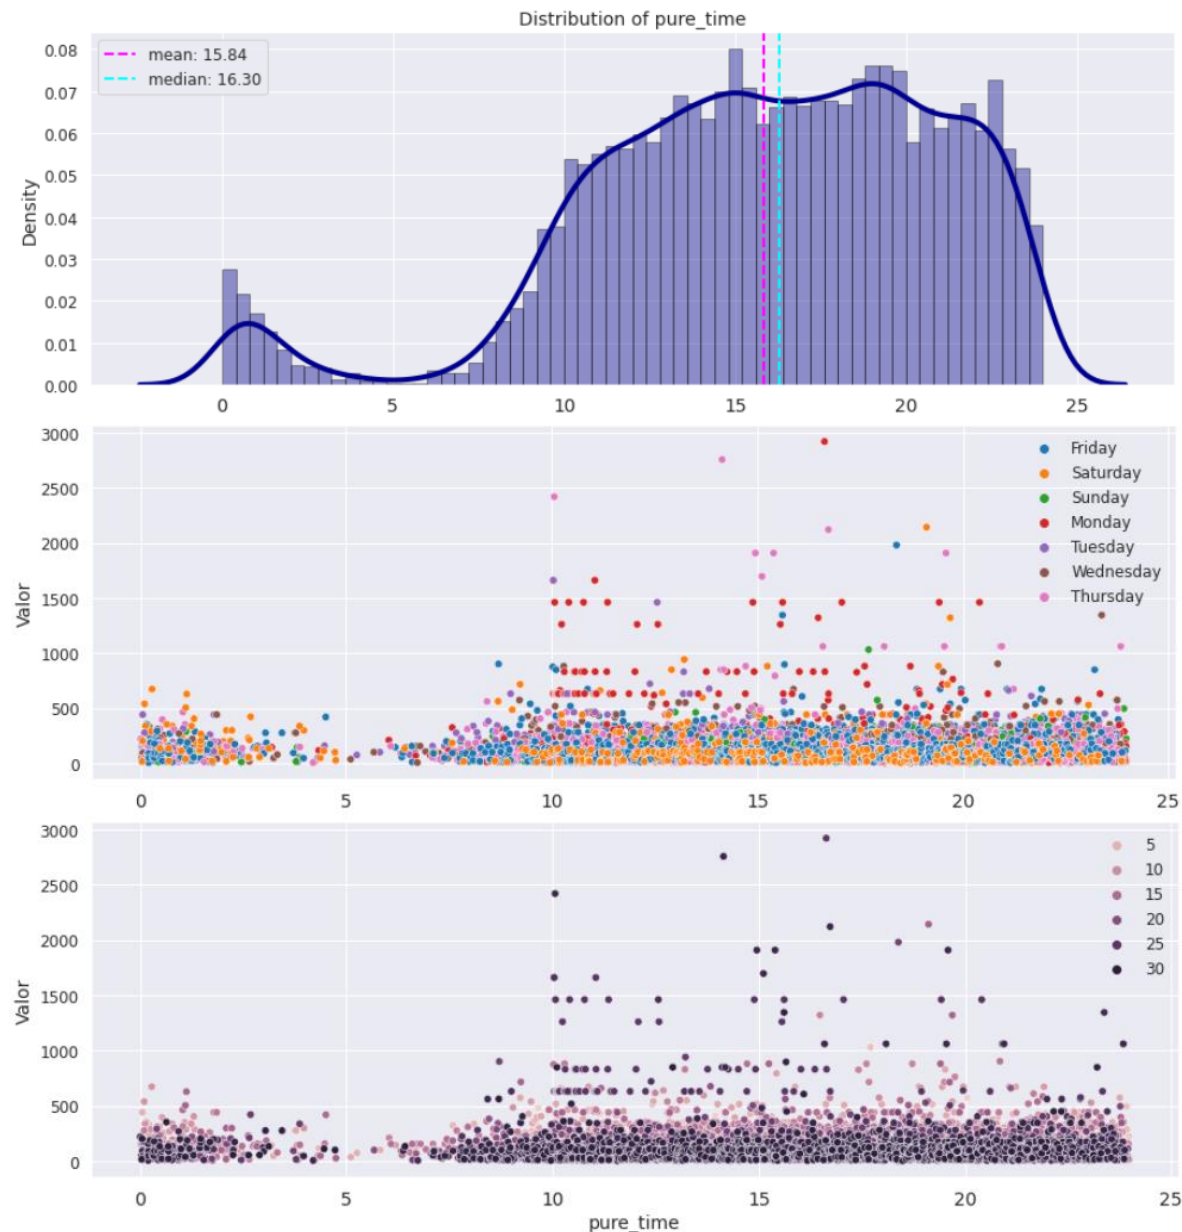 Distribution of pure_time
0.08
0.07
0.06
0.05
0.04
0.03
0.02
0.01
0.00
Density
mean: 15.84
median: 16.30
0 5 10 15 20 25
3000
2500
2000
1500
1000
500
0
Valor
Friday
Saturday
Sunday
Monday
Tuesday
Wednesday
Thursday
0 5 10 15 20 25
3000
2500
2000
1500
1000
500
0
Valor
5
10
15
20
25
30
0 5 10 15 20 25
pure_time